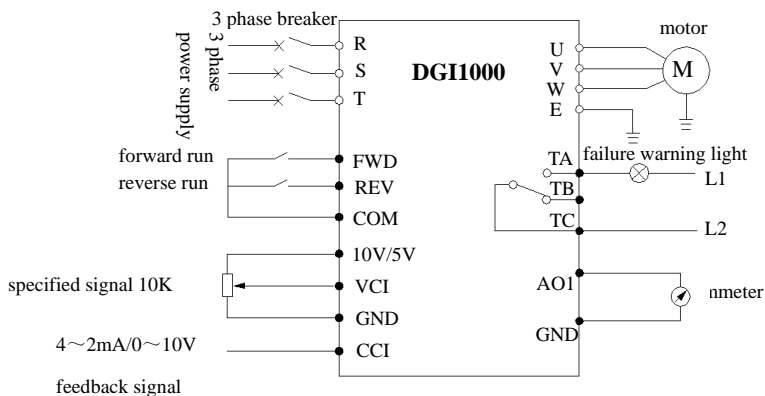 3 phase breaker
3 phase
power supply
R
S
T
DGI1000
U
V
W
E
motor
M
forward run
reverse run
FWD
REV
COM
TA
TB
TC
failure warning light
L1
L2
10V/5V
specified signal 10K
VCI
GND
4～2mA/0～10V
CCI
feedback signal
AO1
GND